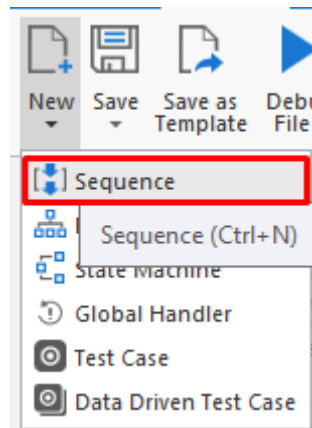 New Save Save as Template Debu File
Sequence
Sequence (Ctrl+N)
State Machine
Global Handler
Test Case
Data Driven Test Case